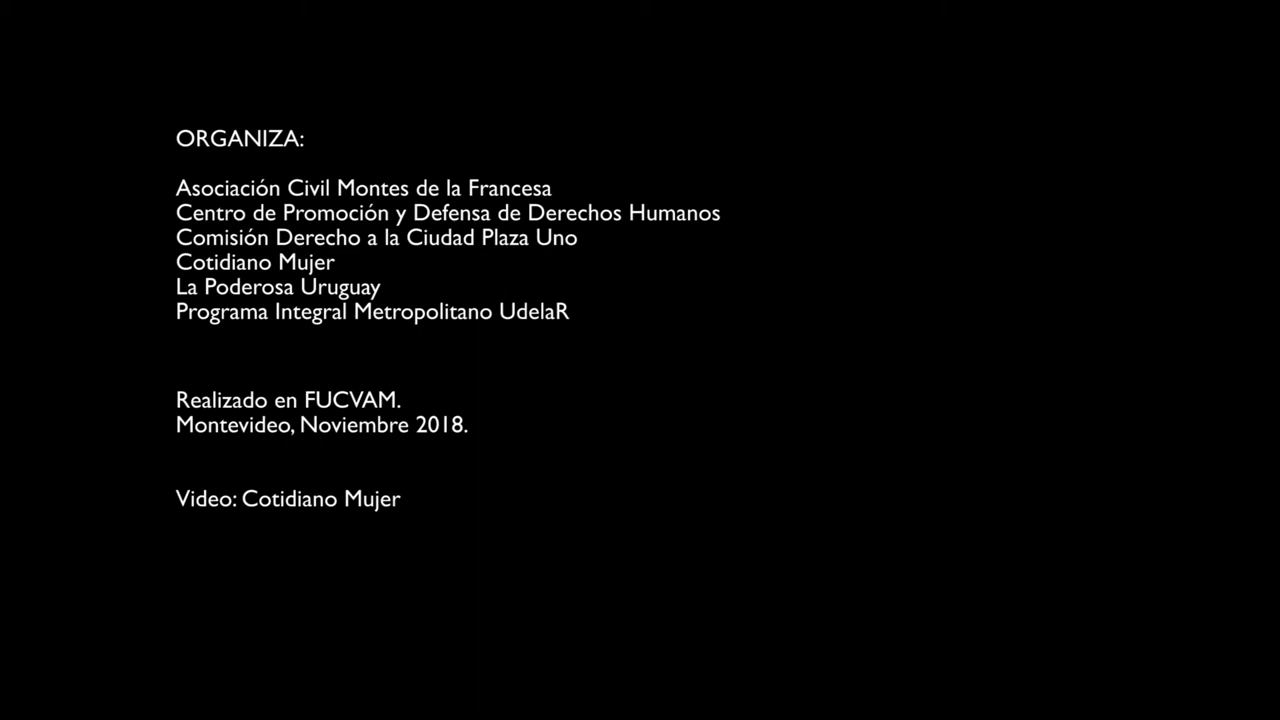 ORGANIZA:
Asociación Civil Montes de la Francesa
Centro de Promoción y Defensa de Derechos Humanos
Comisión Derecho a la Ciudad Plaza Uno
Cotidiano Mujer
La Poderosa Uruguay
Programa Integral Metropolitano UdelaR
Realizado en FUCVAM.
Montevideo, Noviembre 2018.
Video: Cotidiano Mujer